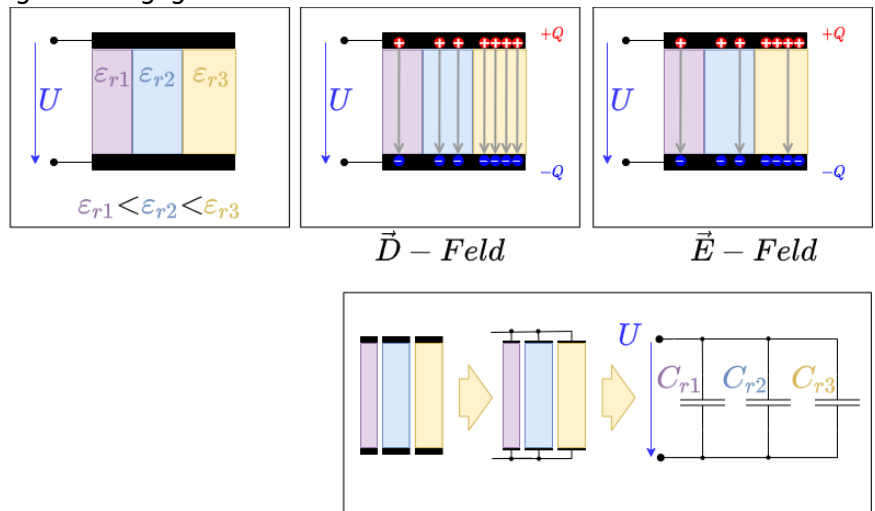 U
εr1 εr2 εr3
εr1<εr2<εr3
U
+Q
−Q
D⃗ − Feld
U
+Q
−Q
E⃗ − Feld
U
Cr1 Cr2 Cr3